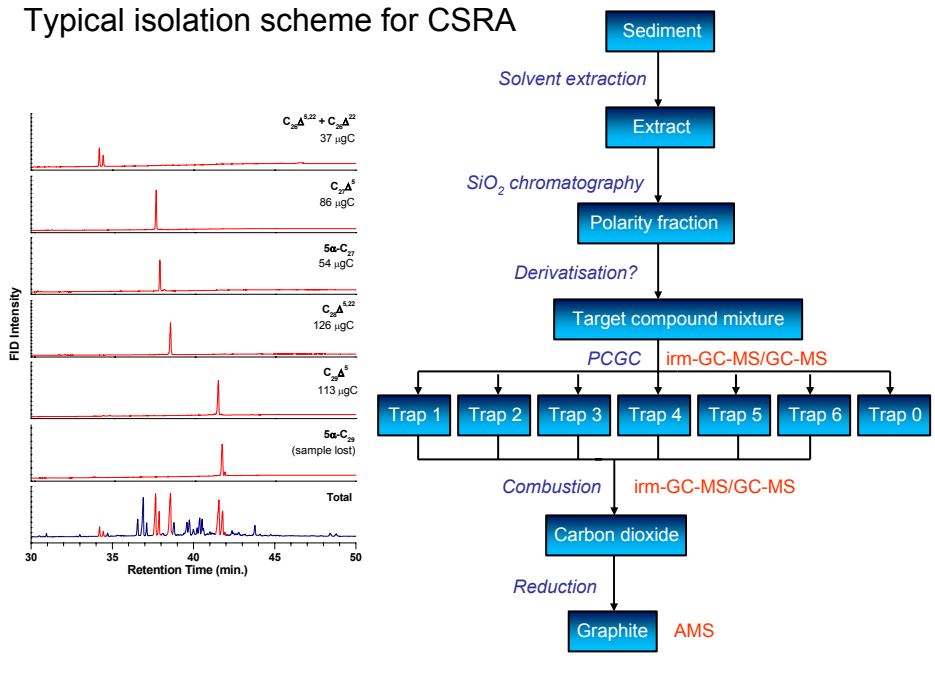 Typical isolation scheme for CSRA
FID Intensity
C₂₆Δ⁵,²² + C₂₆Δ²²
37 μgC
C₂₇Δ⁵
86 μgC
5α-C₂₇
54 μgC
C₂₈Δ⁵,²²
126 μgC
C₂₉Δ⁵
113 μgC
5α-C₂₉
(sample lost)
Total
30 35 40 45 50
Retention Time (min.)
Sediment
Solvent extraction
Extract
SiO₂ chromatography
Polarity fraction
Derivatisation?
Target compound mixture
PCGC irm-GC-MS/GC-MS
Trap 1 Trap 2 Trap 3 Trap 4 Trap 5 Trap 6 Trap 0
Combustion irm-GC-MS/GC-MS
Carbon dioxide
Reduction
Graphite AMS